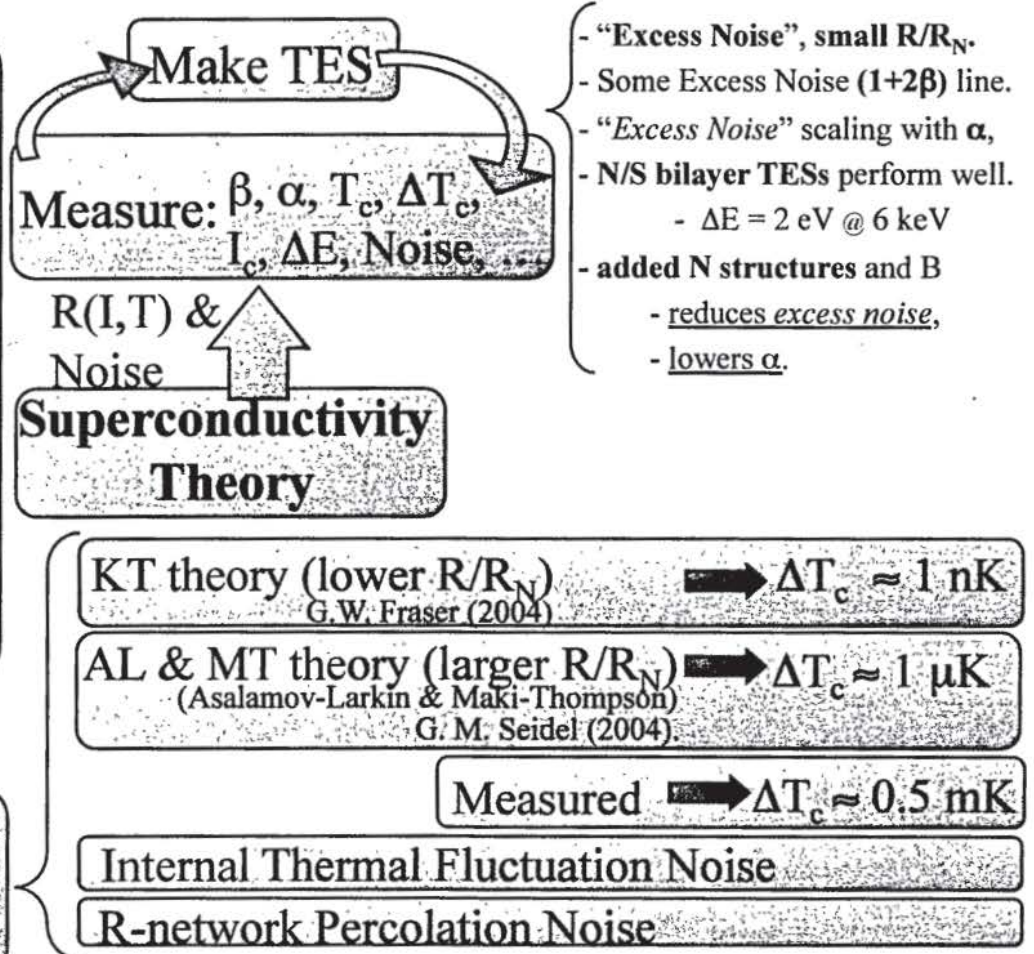 Make TES
Measure: β, α, T_c, ΔT_c,
I_c, ΔE, Noise, ...
R(I,T) &
Noise
Superconductivity
Theory
- “Excess Noise”, small R/R_N.
- Some Excess Noise (1+2β) line.
- “Excess Noise” scaling with α,
- N/S bilayer TESs perform well.
- ΔE = 2 eV @ 6 keV
- added N structures and B
- reduces excess noise,
- lowers α.
KT theory (lower R/R_N) ΔT_c ≈ 1 nK
G.W. Fraser (2004)
AL & MT theory (larger R/R_N) ΔT_c ≈ 1 μK
(Asalamov-Larkin & Maki-Thompson)
G. M. Seidel (2004).
Measured ΔT_c ≈ 0.5 mK
Internal Thermal Fluctuation Noise
R-network Percolation Noise